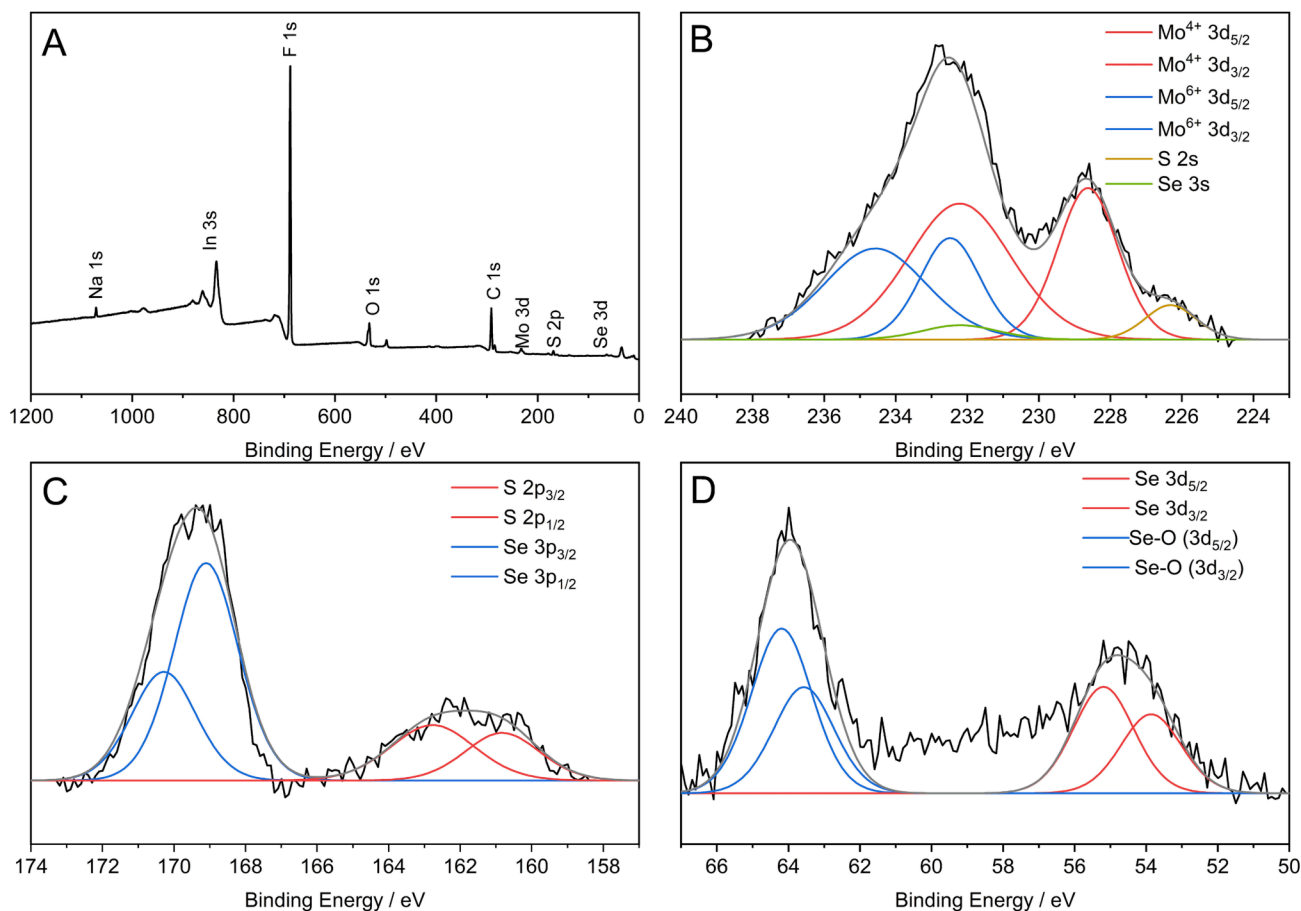 A
Na 1s
In 3s
F 1s
O 1s
C 1s
Mo 3d
S 2p
Se 3d
1200 1000 800 600 400 200 0
Binding Energy / eV
B
Mo⁴⁺ 3d₅/₂
Mo⁴⁺ 3d₃/₂
Mo⁶⁺ 3d₅/₂
Mo⁶⁺ 3d₃/₂
S 2s
Se 3s
240 238 236 234 232 230 228 226 224
Binding Energy / eV
C
S 2p₃/₂
S 2p₁/₂
Se 3p₃/₂
Se 3p₁/₂
174 172 170 168 166 164 162 160 158
Binding Energy / eV
D
Se 3d₅/₂
Se 3d₃/₂
Se-O (3d₅/₂)
Se-O (3d₃/₂)
66 64 62 60 58 56 54 52 50
Binding Energy / eV